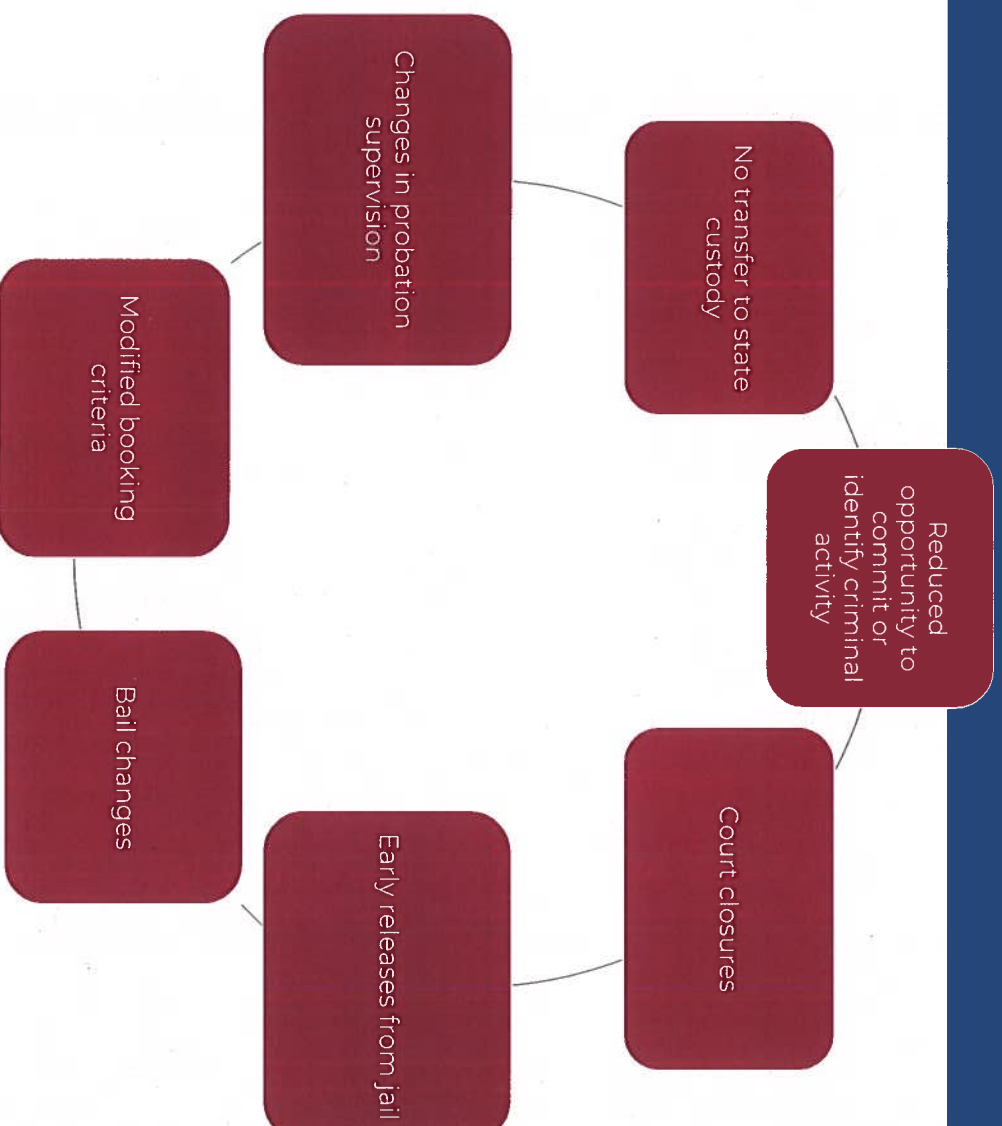 Reduced
opportunity to
commit or
identify criminal
activity
Court closures
Early releases from jail
Bail changes
Modified booking
criteria
Changes in probation
supervision
No transfer to state
custody